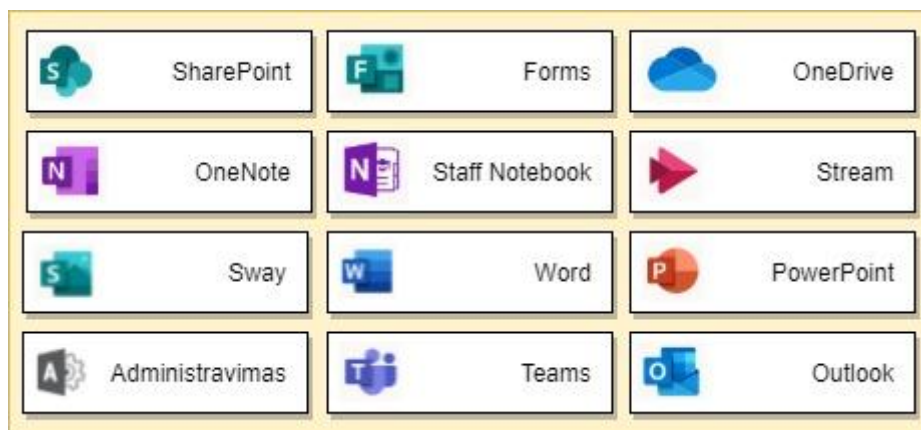 S SharePoint
F Forms
OneDrive
N OneNote
N Staff Notebook
Stream
S Sway
W Word
P PowerPoint
A Administravimas
T Teams
O Outlook